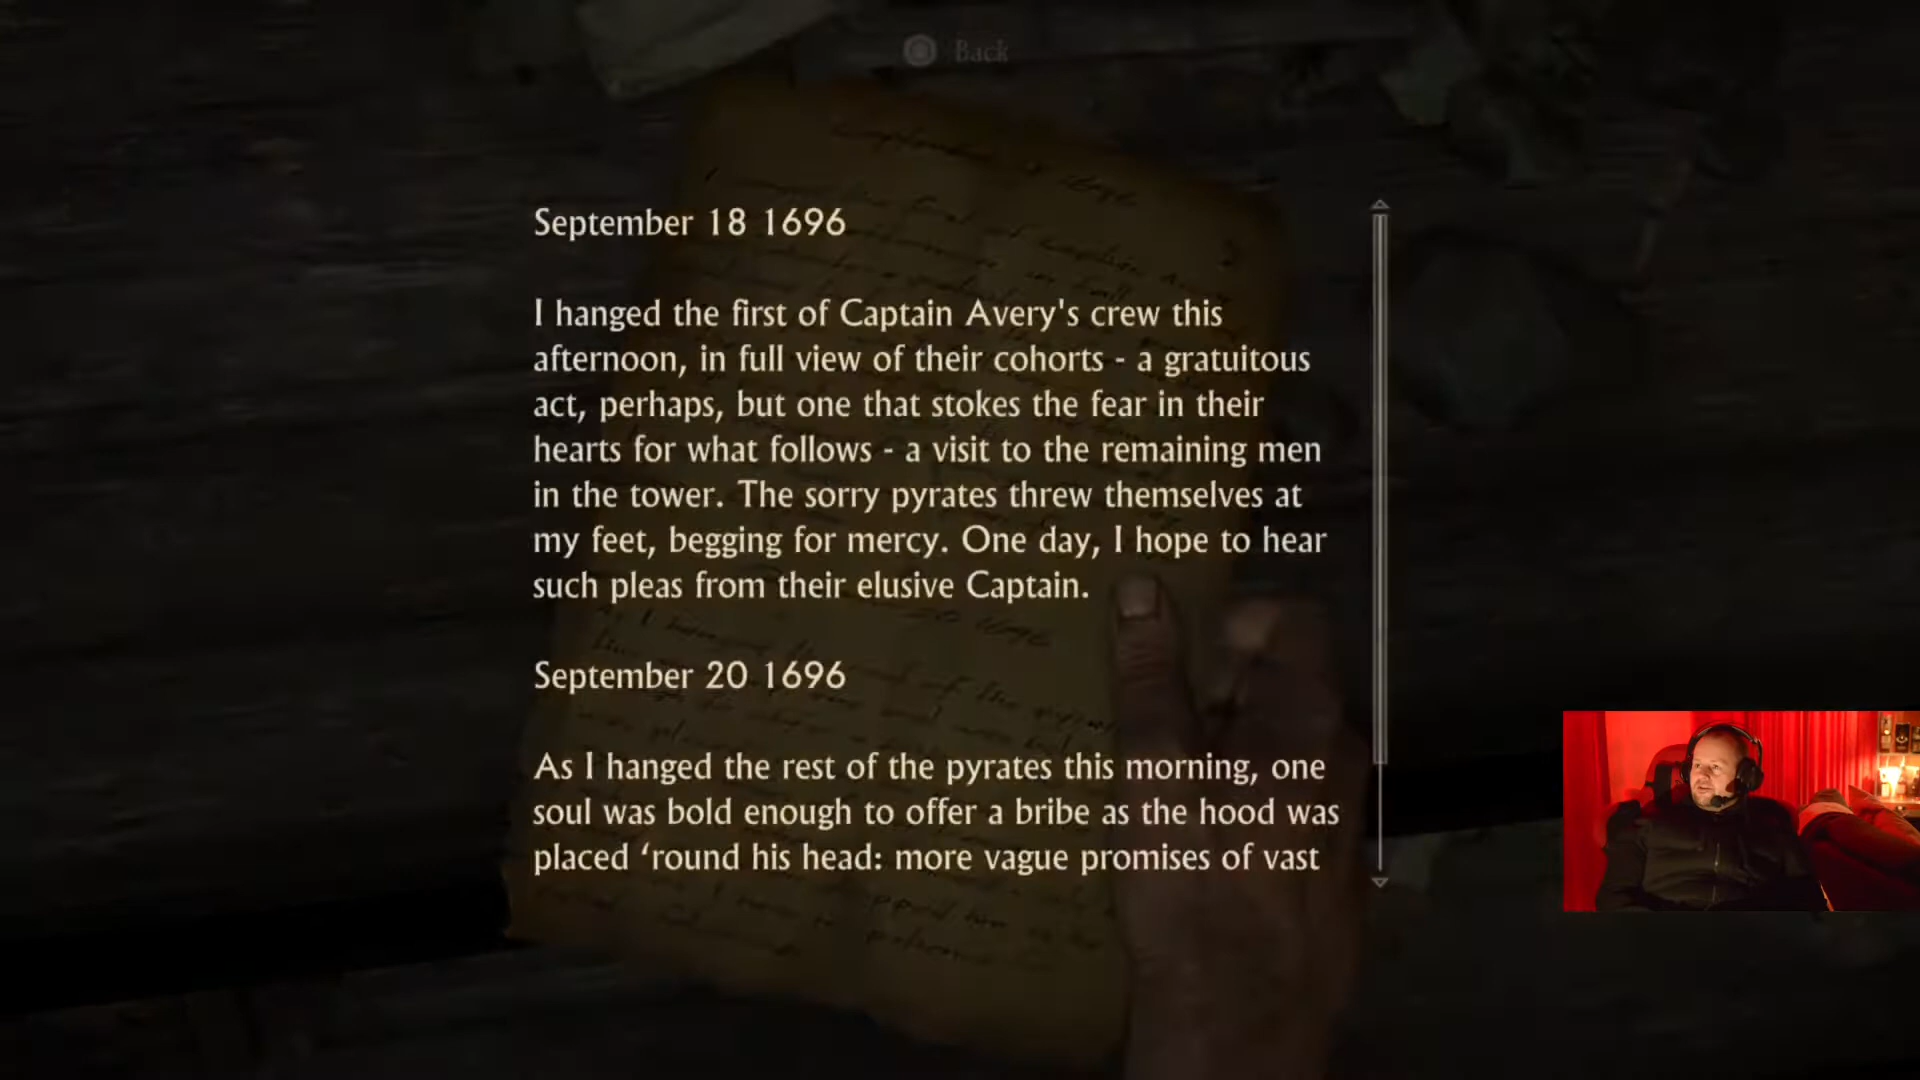 Back
September 18 1696
I hanged the first of Captain Avery's crew this
afternoon, in full view of their cohorts - a gratuitous
act, perhaps, but one that stokes the fear in their
hearts for what follows - a visit to the remaining men
in the tower. The sorry pyrates threw themselves at
my feet, begging for mercy. One day, I hope to hear
such pleas from their elusive Captain.
September 20 1696
As I hanged the rest of the pyrates this morning, one
soul was bold enough to offer a bribe as the hood was
placed ‘round his head: more vague promises of vast